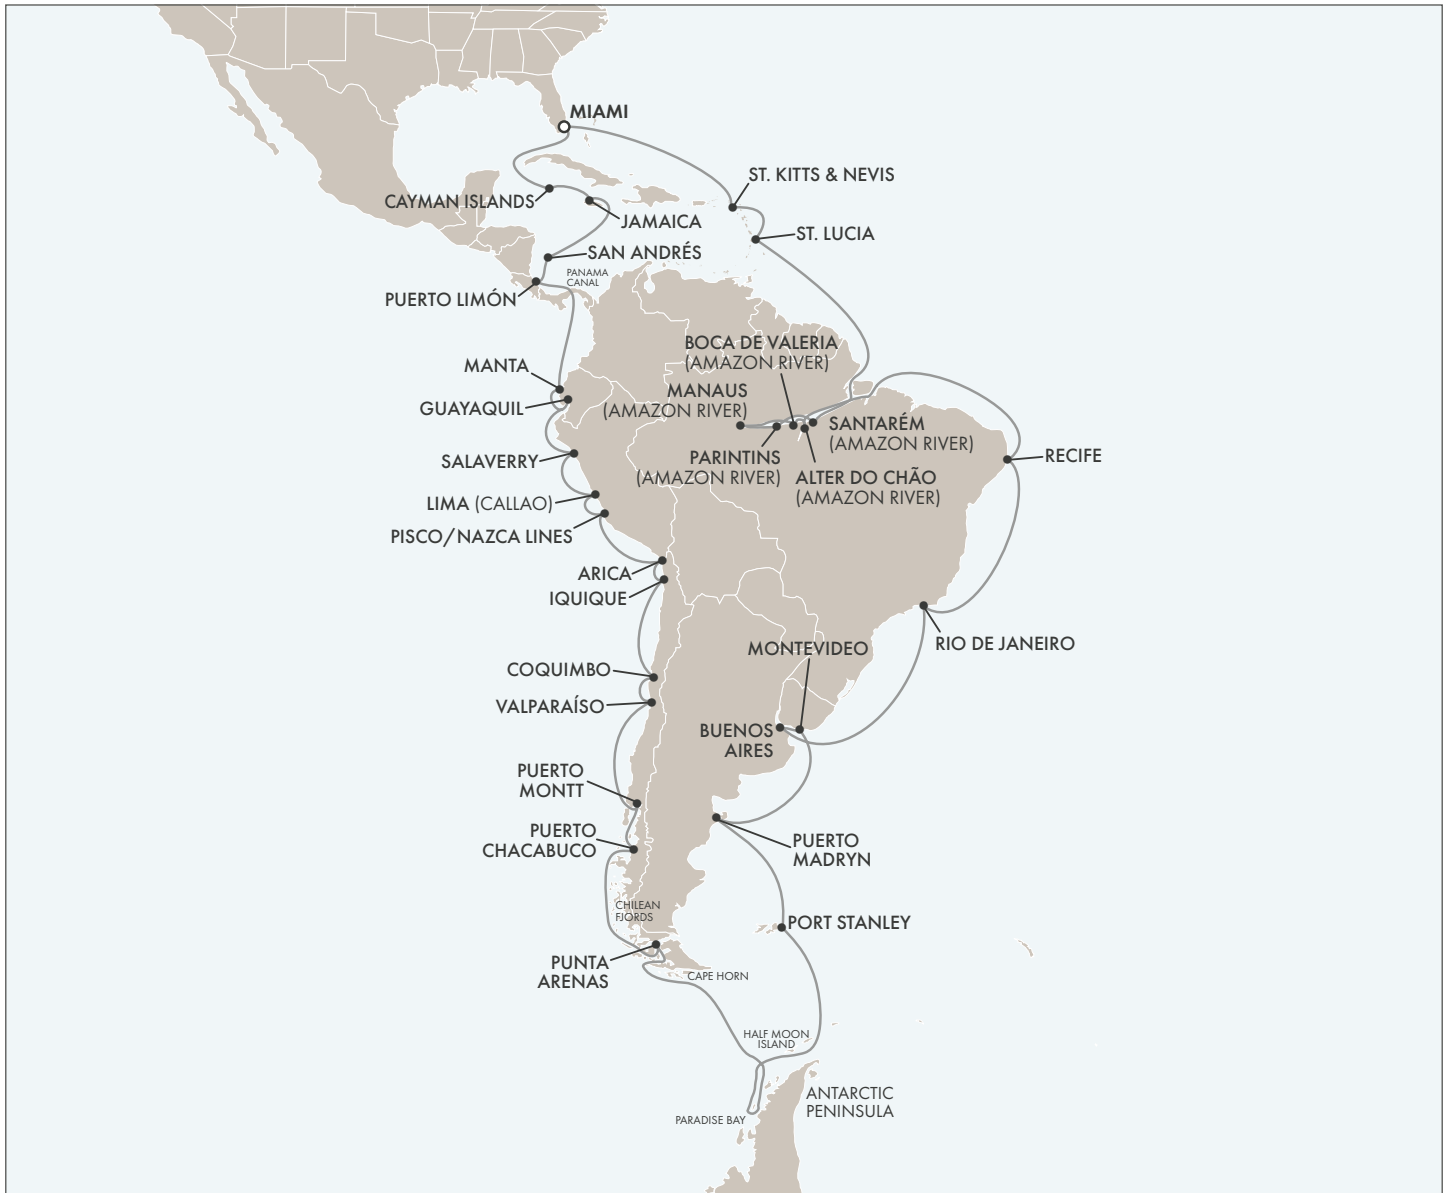 MIAMI
ST. KITTS & NEVIS
CAYMAN ISLANDS
JAMAICA
ST. LUCIA
SAN ANDRÉS
PANAMA
CANAL
PUERTO LIMÓN
BOCA DE VALERIA
(AMAZON RIVER)
MANTA
MANAUS
(AMAZON RIVER)
GUAYAQUIL
SANTARÉM
(AMAZON RIVER)
PARINTINS
(AMAZON RIVER)
ALTER DO CHÃO
(AMAZON RIVER)
RECIFE
SALAVERRY
LIMA (CALLAO)
PISCO/NAZCA LINES
ARICA
IQUIQUE
RIO DE JANEIRO
MONTEVIDEO
COQUIMBO
VALPARAÍSO
BUENOS
AIRES
PUERTO
MONTT
PUERTO
CHACABUCO
PUERTO
MADRYN
CHILEAN
FJORDS
PORT STANLEY
PUNTA
ARENAS
CAPE HORN
HALF MOON
ISLAND
ANTARCTIC
PENINSULA
PARADISE BAY